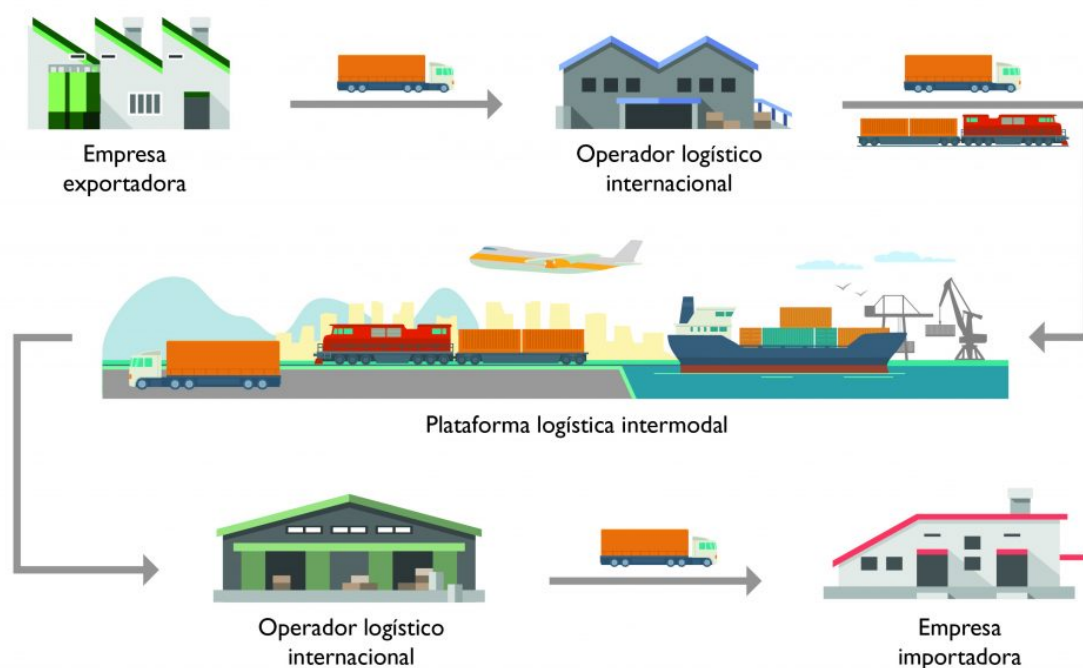 Empresa
exportadora
Operador logístico
internacional
Plataforma logística intermodal
Operador logístico
internacional
Empresa
importadora